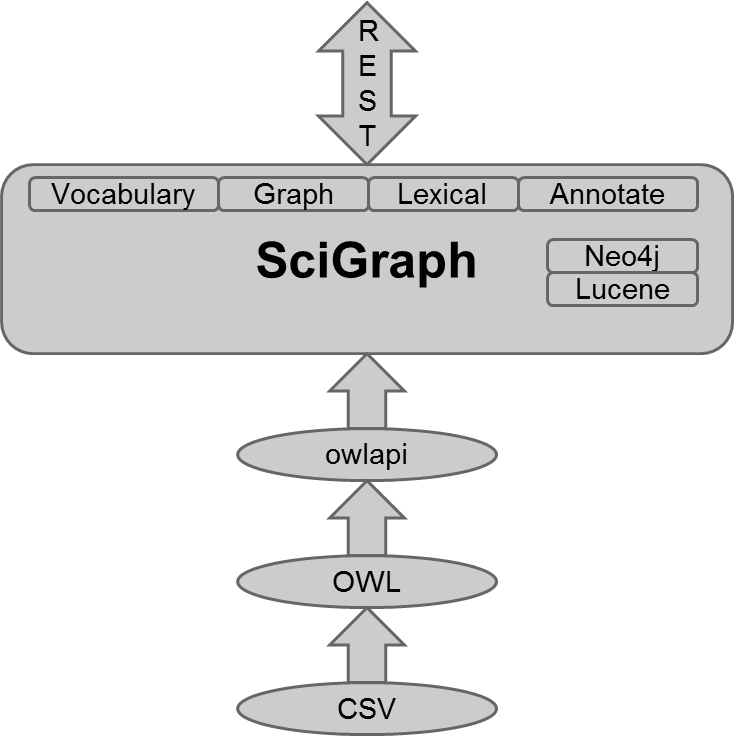 R
E
S
T
Vocabulary Graph Lexical Annotate
SciGraph
Neo4j
Lucene
owlapi
OWL
CSV